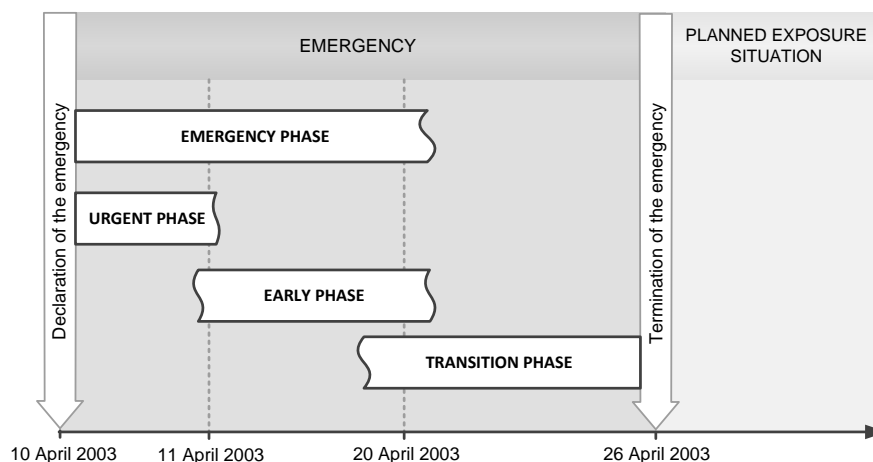 EMERGENCY
PLANNED EXPOSURE
SITUATION
Declaration of the emergency
EMERGENCY PHASE
URGENT PHASE
EARLY PHASE
TRANSITION PHASE
Termination of the emergency
10 April 2003
11 April 2003
20 April 2003
26 April 2003